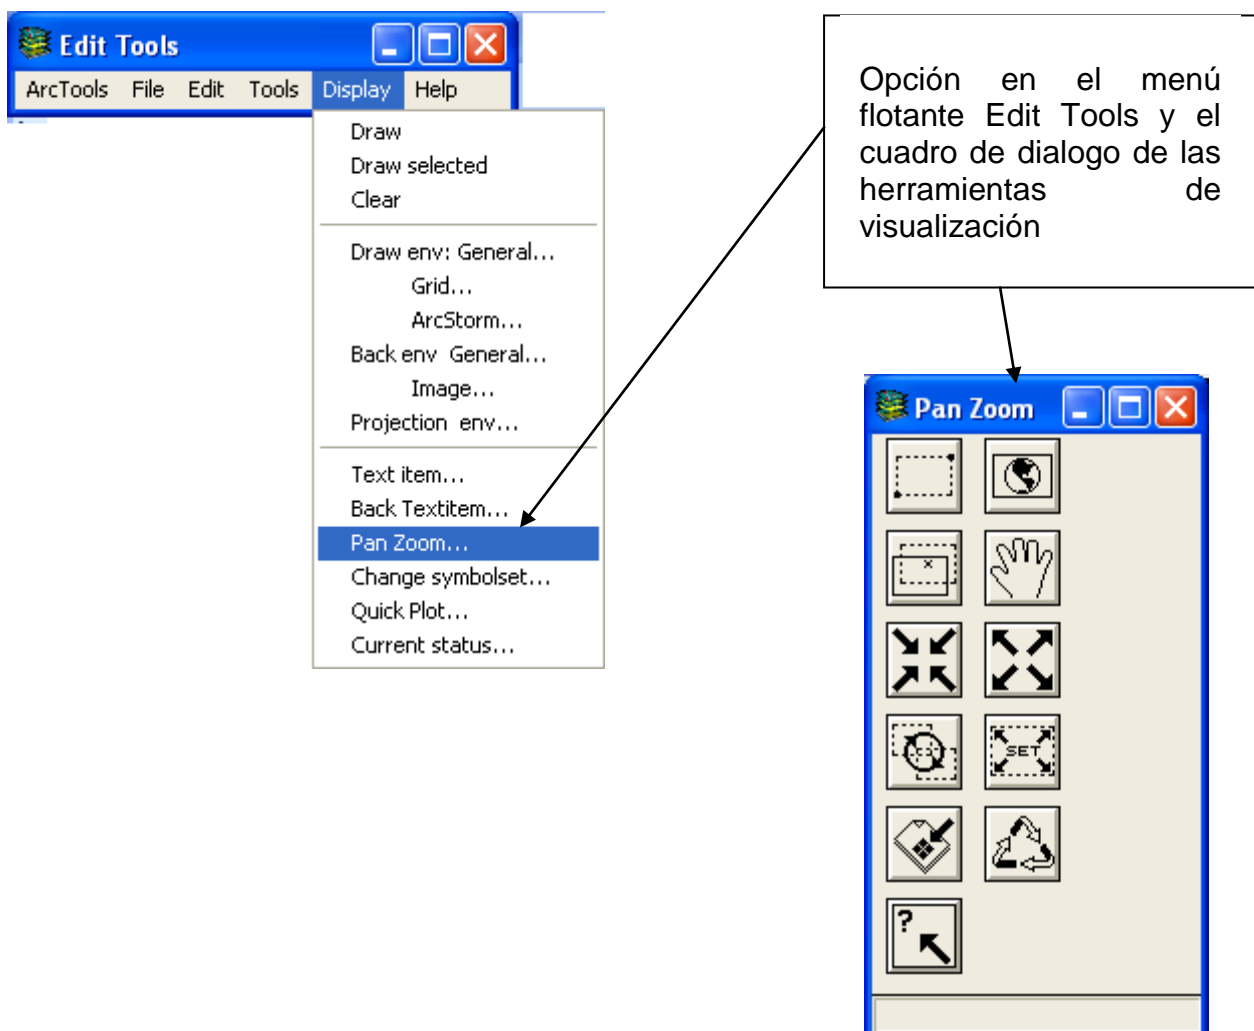 Edit Tools
ArcTools File Edit Tools Display Help
Draw
Draw selected
Clear
Draw env: General...
Grid...
ArcStorm...
Back env General...
Image...
Projection env...
Text item...
Back Textitem...
Pan Zoom...
Change symbolset...
Quick Plot...
Current status...
Opción en el menú
flotante Edit Tools y el
cuadro de dialogo de las
herramientas de
visualización
Pan Zoom
SET
?